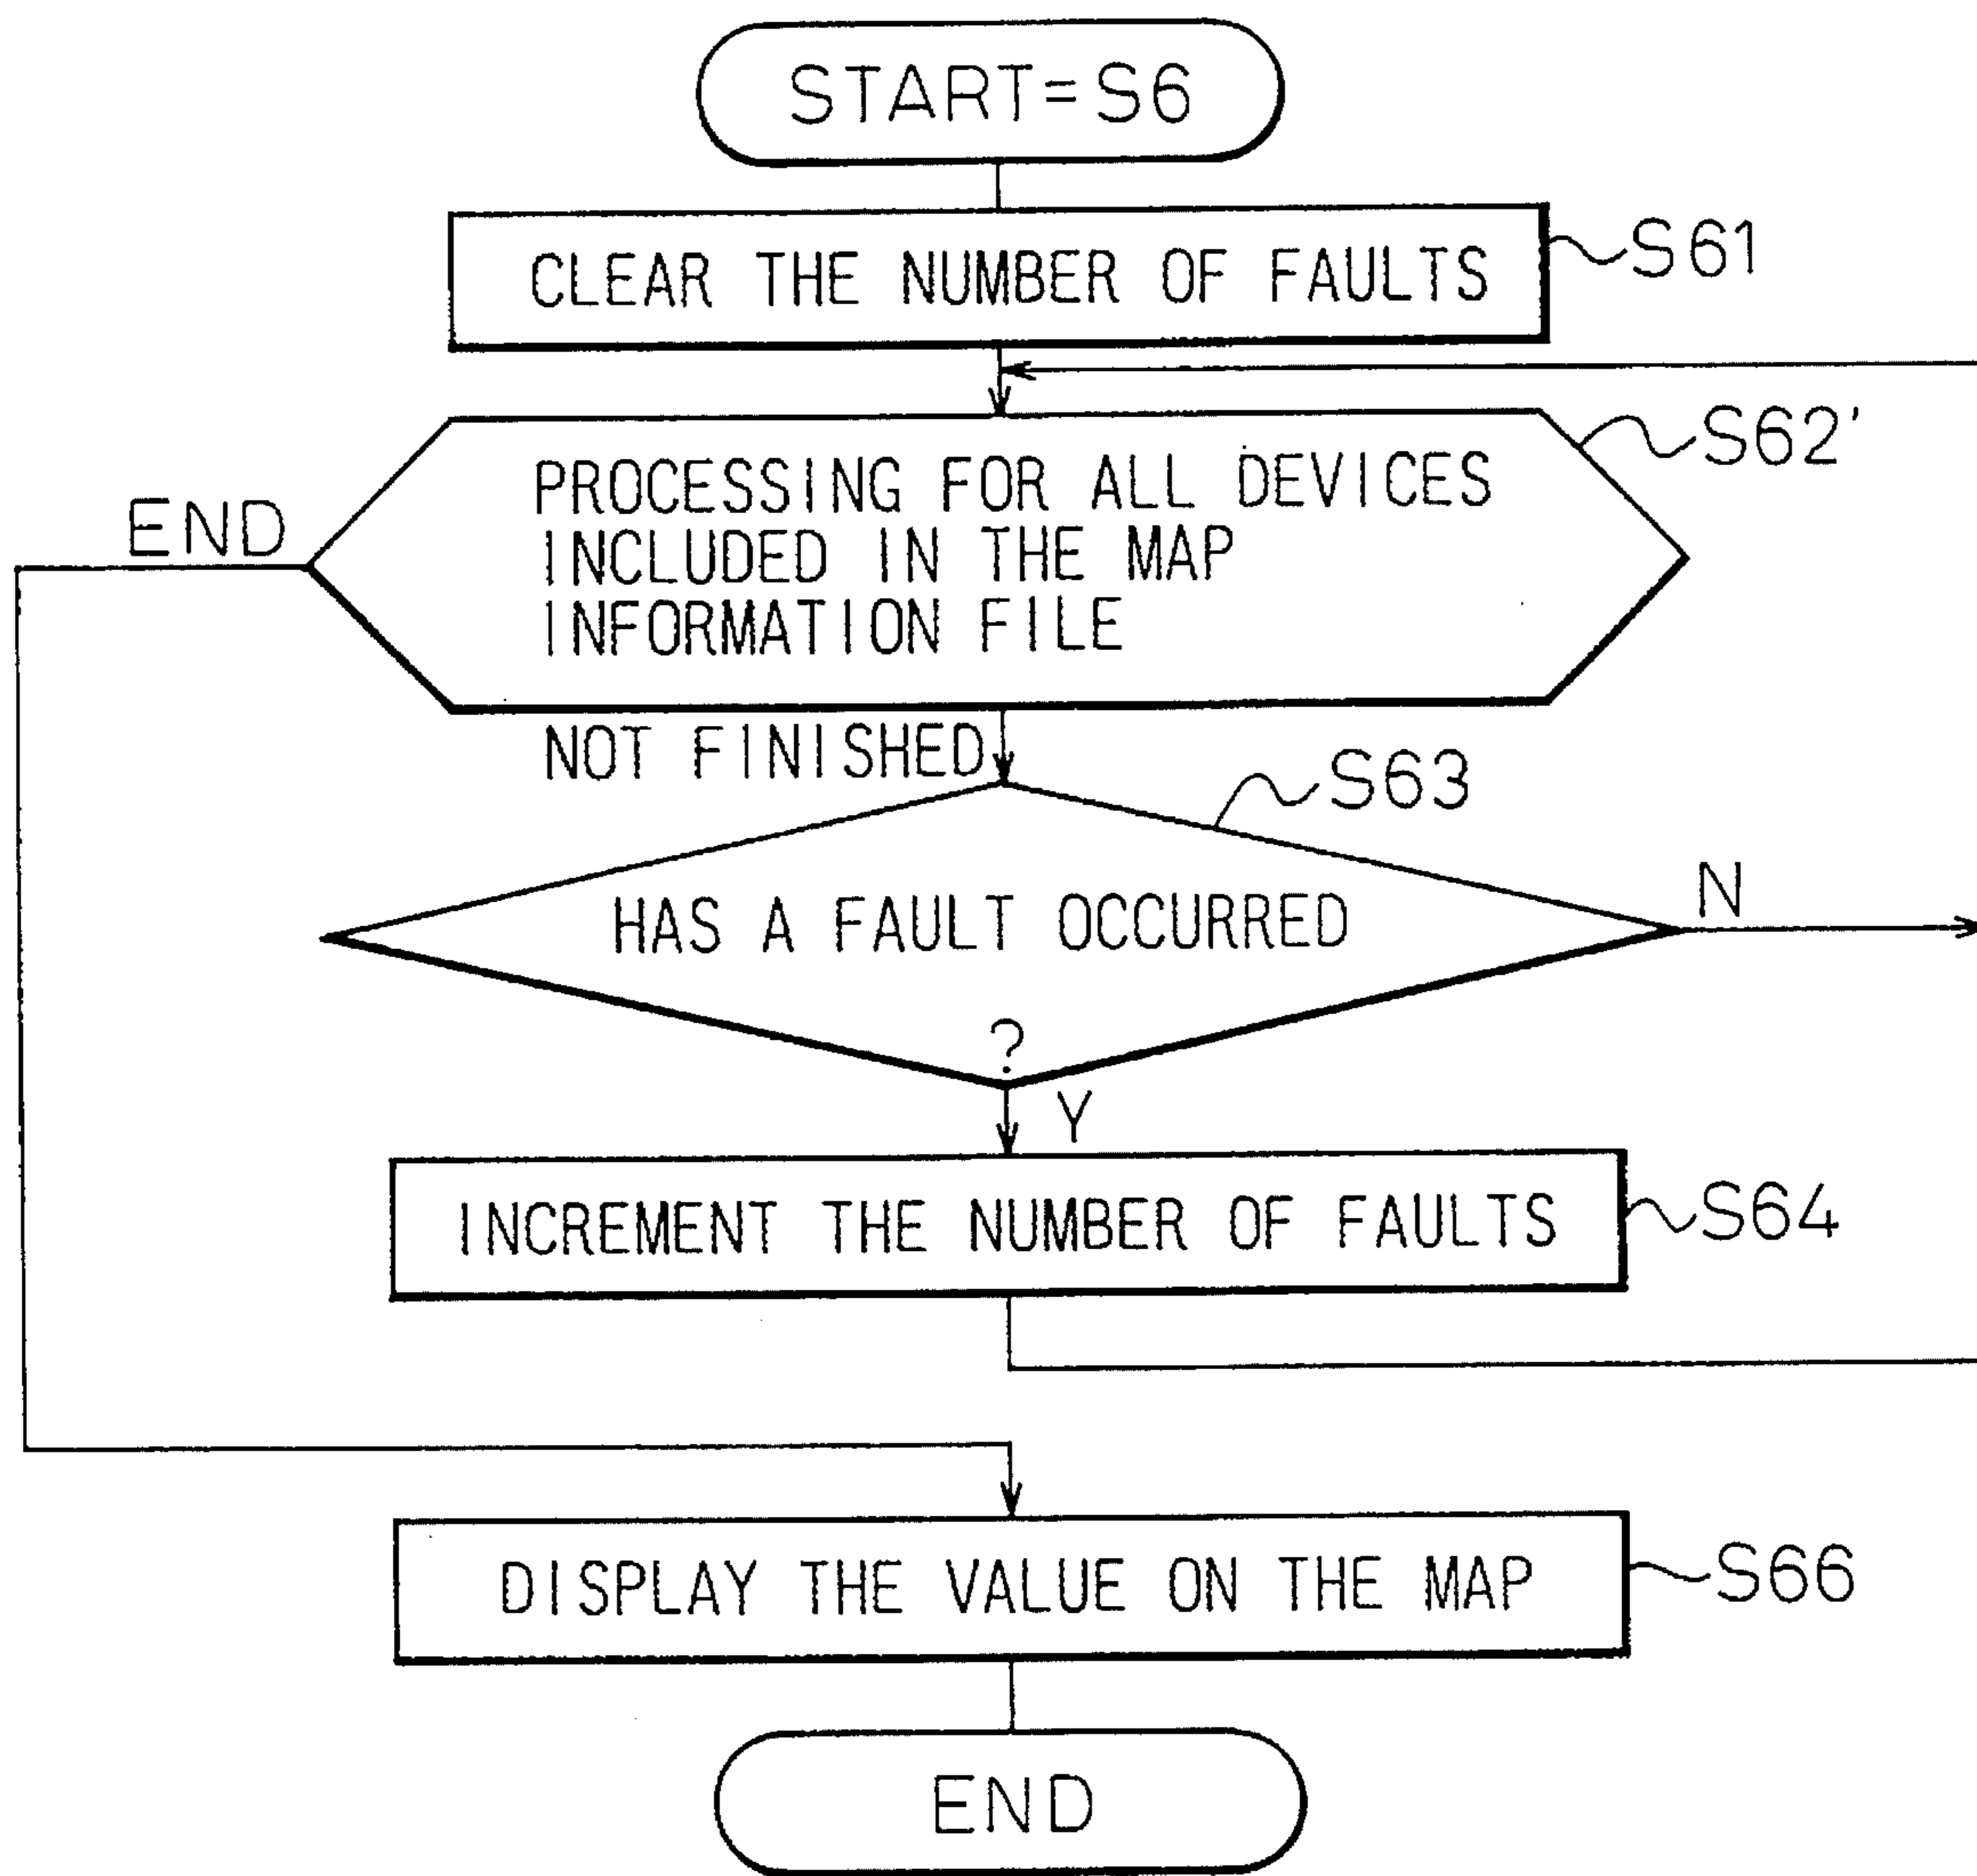 START=S6
CLEAR THE NUMBER OF FAULTS
S61
PROCESSING FOR ALL DEVICES
INCLUDED IN THE MAP
INFORMATION FILE
S62'
END
NOT FINISHED
S63
HAS A FAULT OCCURRED
?
N
Y
INCREMENT THE NUMBER OF FAULTS
S64
DISPLAY THE VALUE ON THE MAP
S66
END